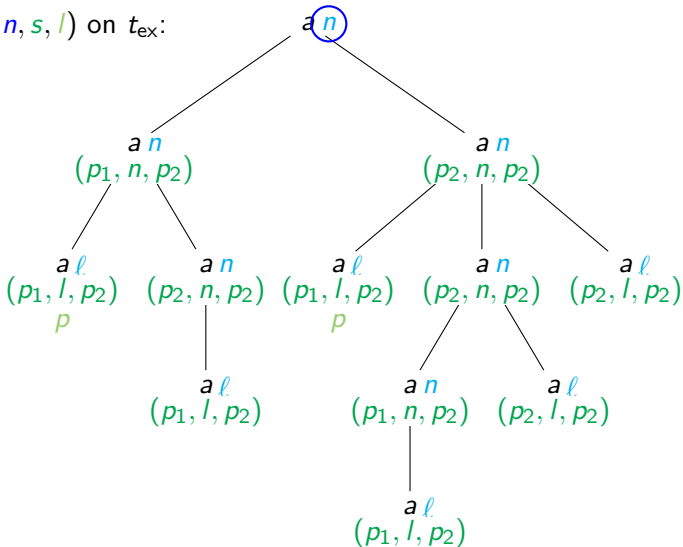 n, s, l) on t_ex:
a n
a n a n
(p₁, n, p₂) (p₂, n, p₂)
a ℓ a n a ℓ a n a ℓ
(p₁, l, p₂) (p₂, n, p₂) (p₁, l, p₂) (p₂, n, p₂) (p₂, l, p₂)
p p
a ℓ a n a ℓ
(p₁, l, p₂) (p₁, n, p₂) (p₂, l, p₂)
a ℓ
(p₁, l, p₂)